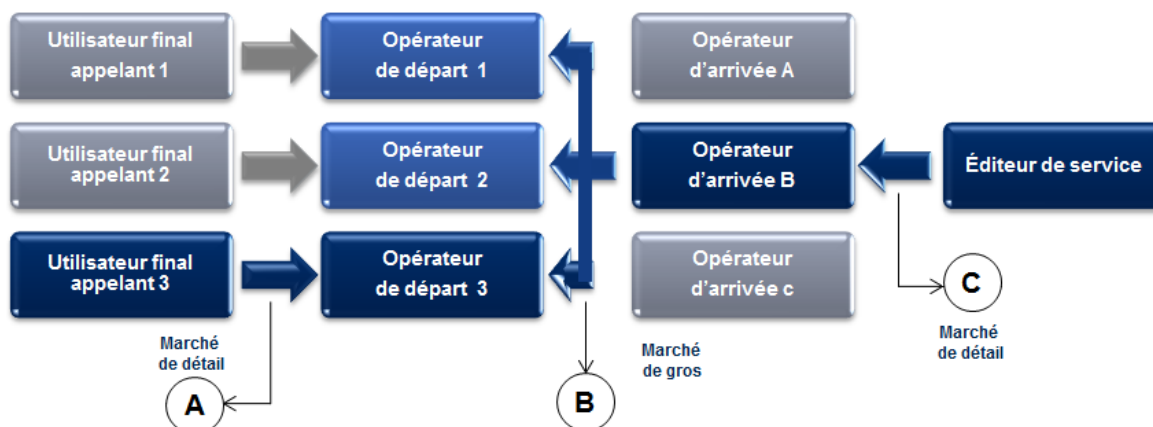 Utilisateur final
appelant 1
Opérateur
de départ 1
Opérateur
d'arrivée A
Utilisateur final
appelant 2
Opérateur
de départ 2
Opérateur
d'arrivée B
Éditeur de service
Utilisateur final
appelant 3
Opérateur
de départ 3
Opérateur
d'arrivée c
C
Marché
de détail
Marché
de gros
Marché
de détail
A
B